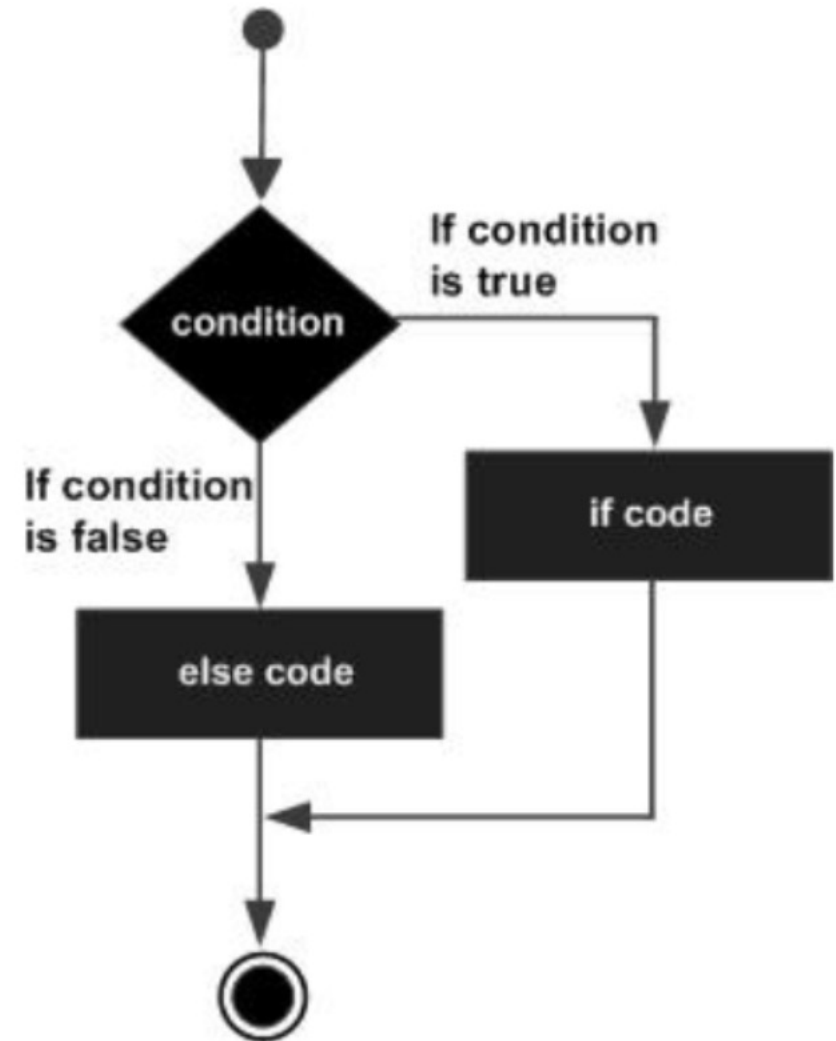 If condition
is true
condition
If condition
is false
if code
else code